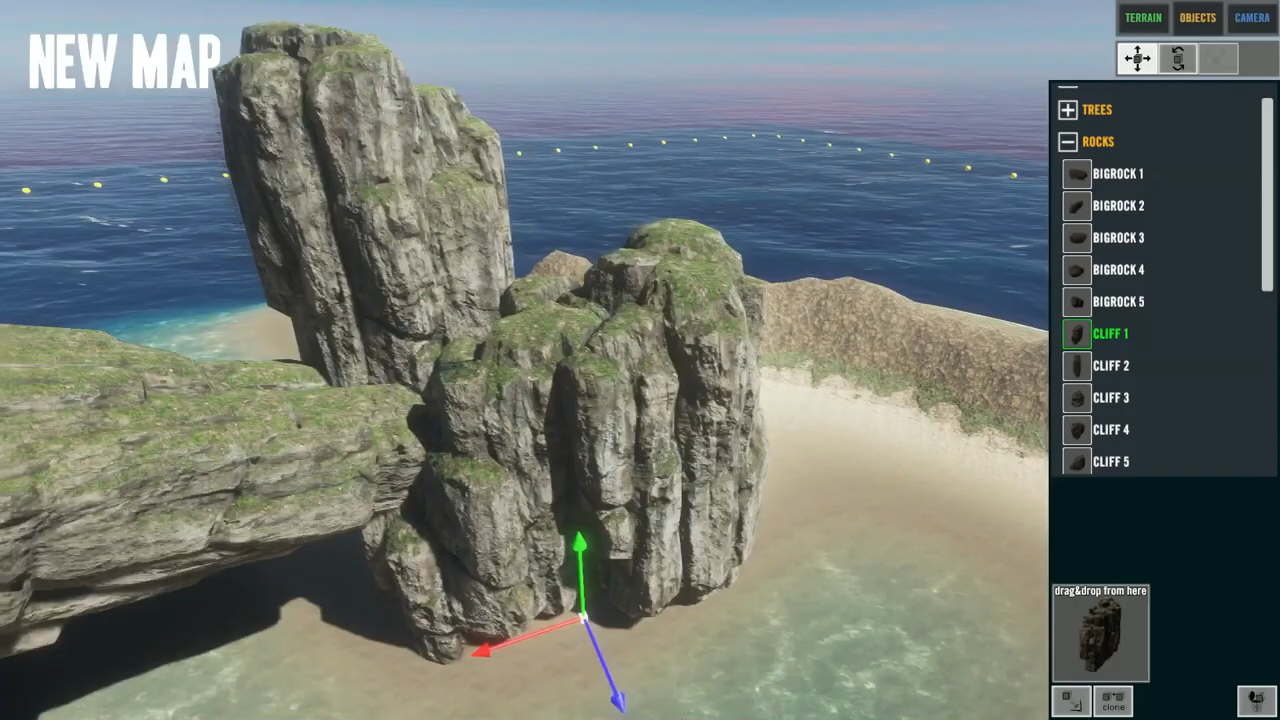 NEW MAP
TERRAIN
OBJECTS
CAMERA
TREES
ROCKS
BIGROCK 1
BIGROCK 2
BIGROCK 3
BIGROCK 4
BIGROCK 5
CLIFF 1
CLIFF 2
CLIFF 3
CLIFF 4
CLIFF 5
drag&drop from here
clone